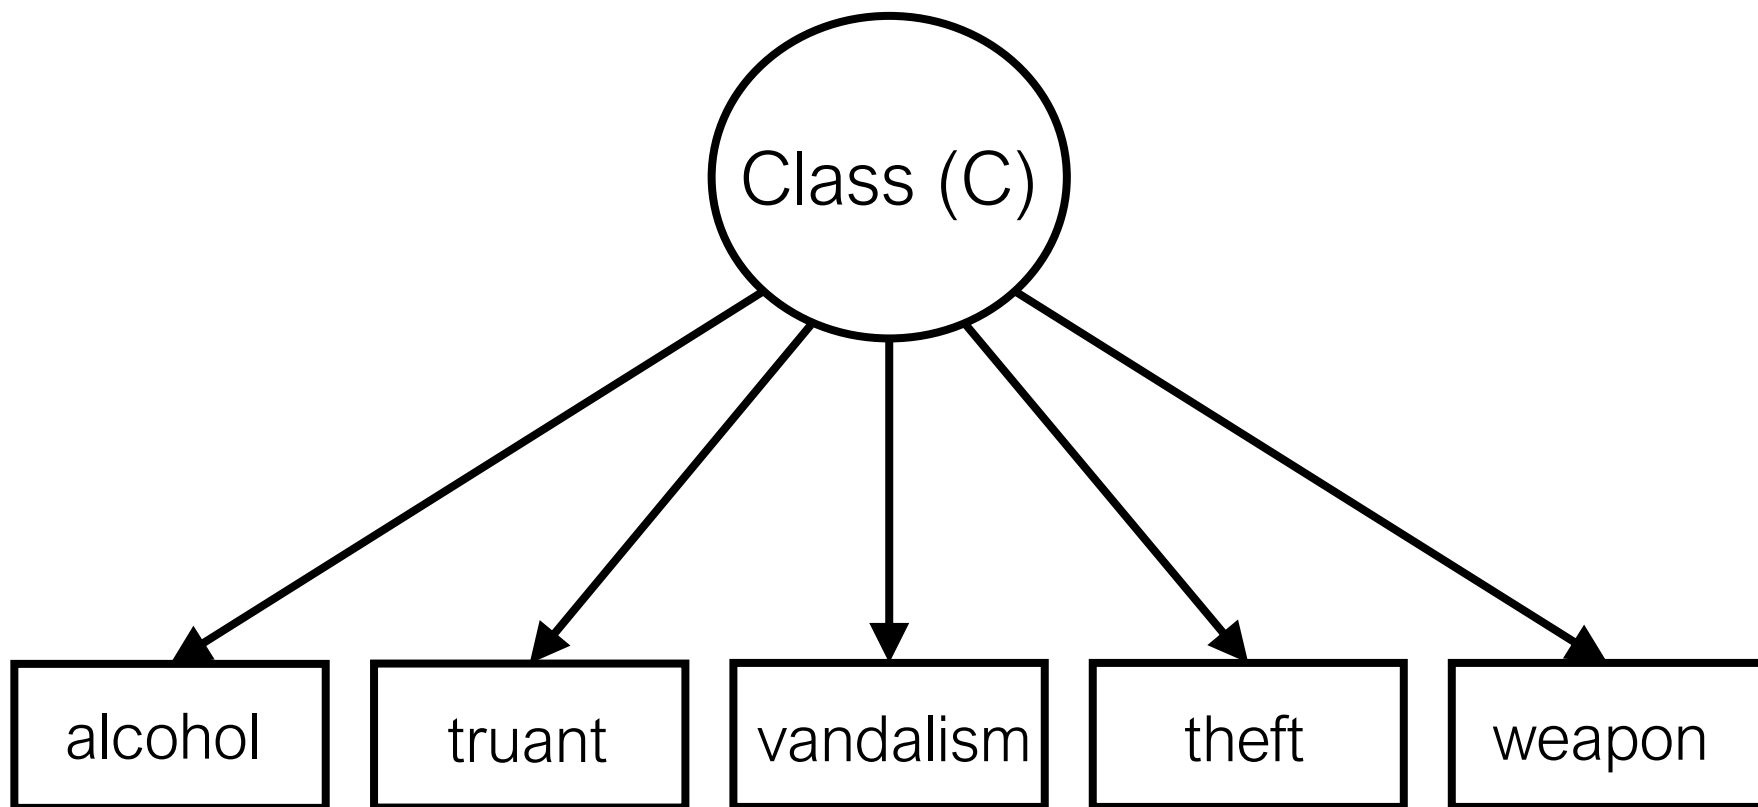 Class (C)
alcohol
truant
vandalism
theft
weapon